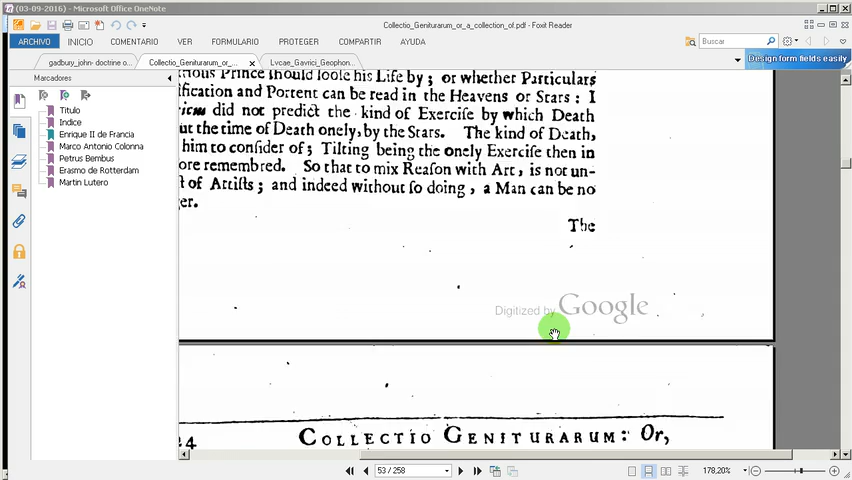 (03-09-2016) - Microsoft Office OneNote
Collectio_Geniturarum_or_a_collection_of.pdf - Foxit Reader
ARCHIVO INICIO COMENTARIO VER FORMULARIO PROTEGER COMPARTIR AYUDA
Buscar
gadbury_john- doctrine o...
Collectio_Geniturarum_or_...
Lvcae_Gavrici_Geophon...
Design form fields easily
Marcadores
Titulo
Indice
Enrique II de Francia
Marco Antonio Colonna
Petrus Bembus
Erasmo de Rotterdam
Martin Lutero
Prince should loose his Life by; or whether Particulars
ification and Portent can be read in the Heavens or Stars: I
did not predict the kind of Exercise by which Death
ut the time of Death onely, by the Stars. The kind of Death,
him to consider of; Tilting being the onely Exercise then in
ore remembred. So that to mix Reason with Art, is not un-
of Artists; and indeed without so doing, a Man can be no
ger.
The
Digitized by Google
24 COLLECTIO GENITURARUM: Or,
53 / 258
178,20%